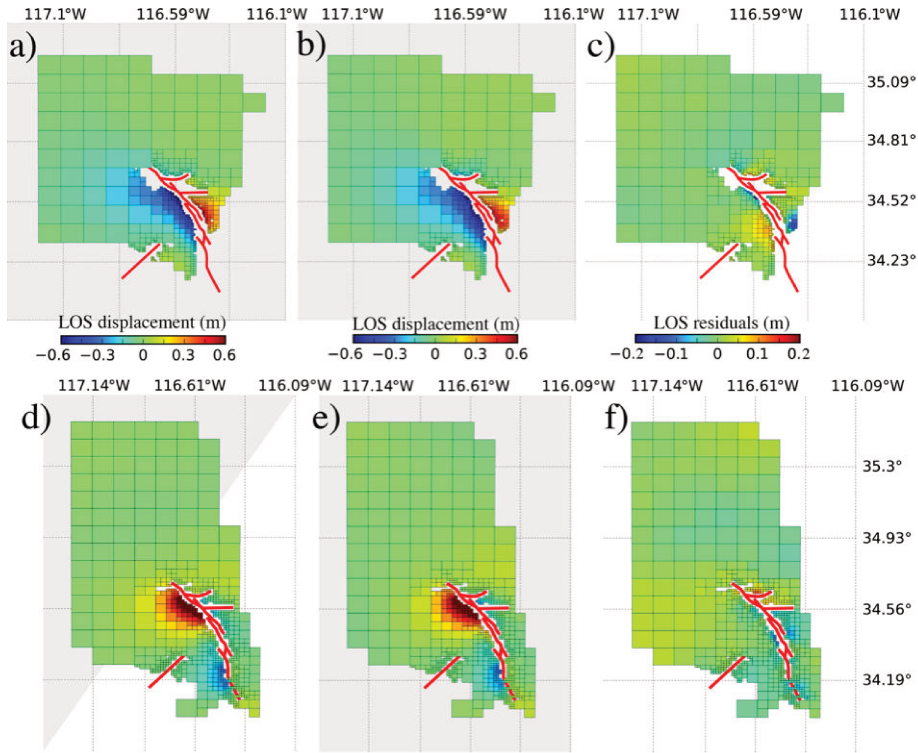 117.1°W 116.59°W 116.1°W 117.1°W 116.59°W 116.1°W 117.1°W 116.59°W 116.1°W
a) b) c)
35.09°
34.81°
34.52°
34.23°
LOS displacement (m) LOS displacement (m) LOS residuals (m)
−0.6 −0.3 0 0.3 0.6 −0.6 −0.3 0 0.3 0.6 −0.2 −0.1 0 0.1 0.2
117.14°W 116.61°W 116.09°W 117.14°W 116.61°W 116.09°W 117.14°W 116.61°W 116.09°W
d) e) f)
35.3°
34.93°
34.56°
34.19°